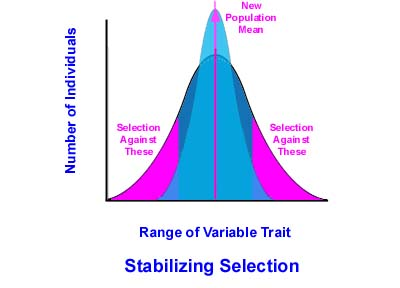 New
Population
Mean
Number of Individuals
Selection
Against
These
Selection
Against
These
Range of Variable Trait
Stabilizing Selection